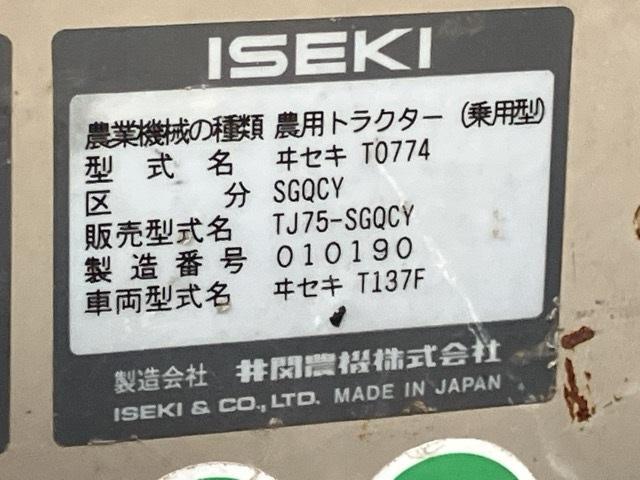 ISEKI
農業機械の種類 農用トラクター (乗用型)
型式名 ヰセキ T0774
区分 SGQCY
販売型式名 TJ75-SGQCY
製造番号 010190
車両型式名 ヰセキ T137F
製造会社 井関農機株式会社
ISEKI & CO., LTD. MADE IN JAPAN